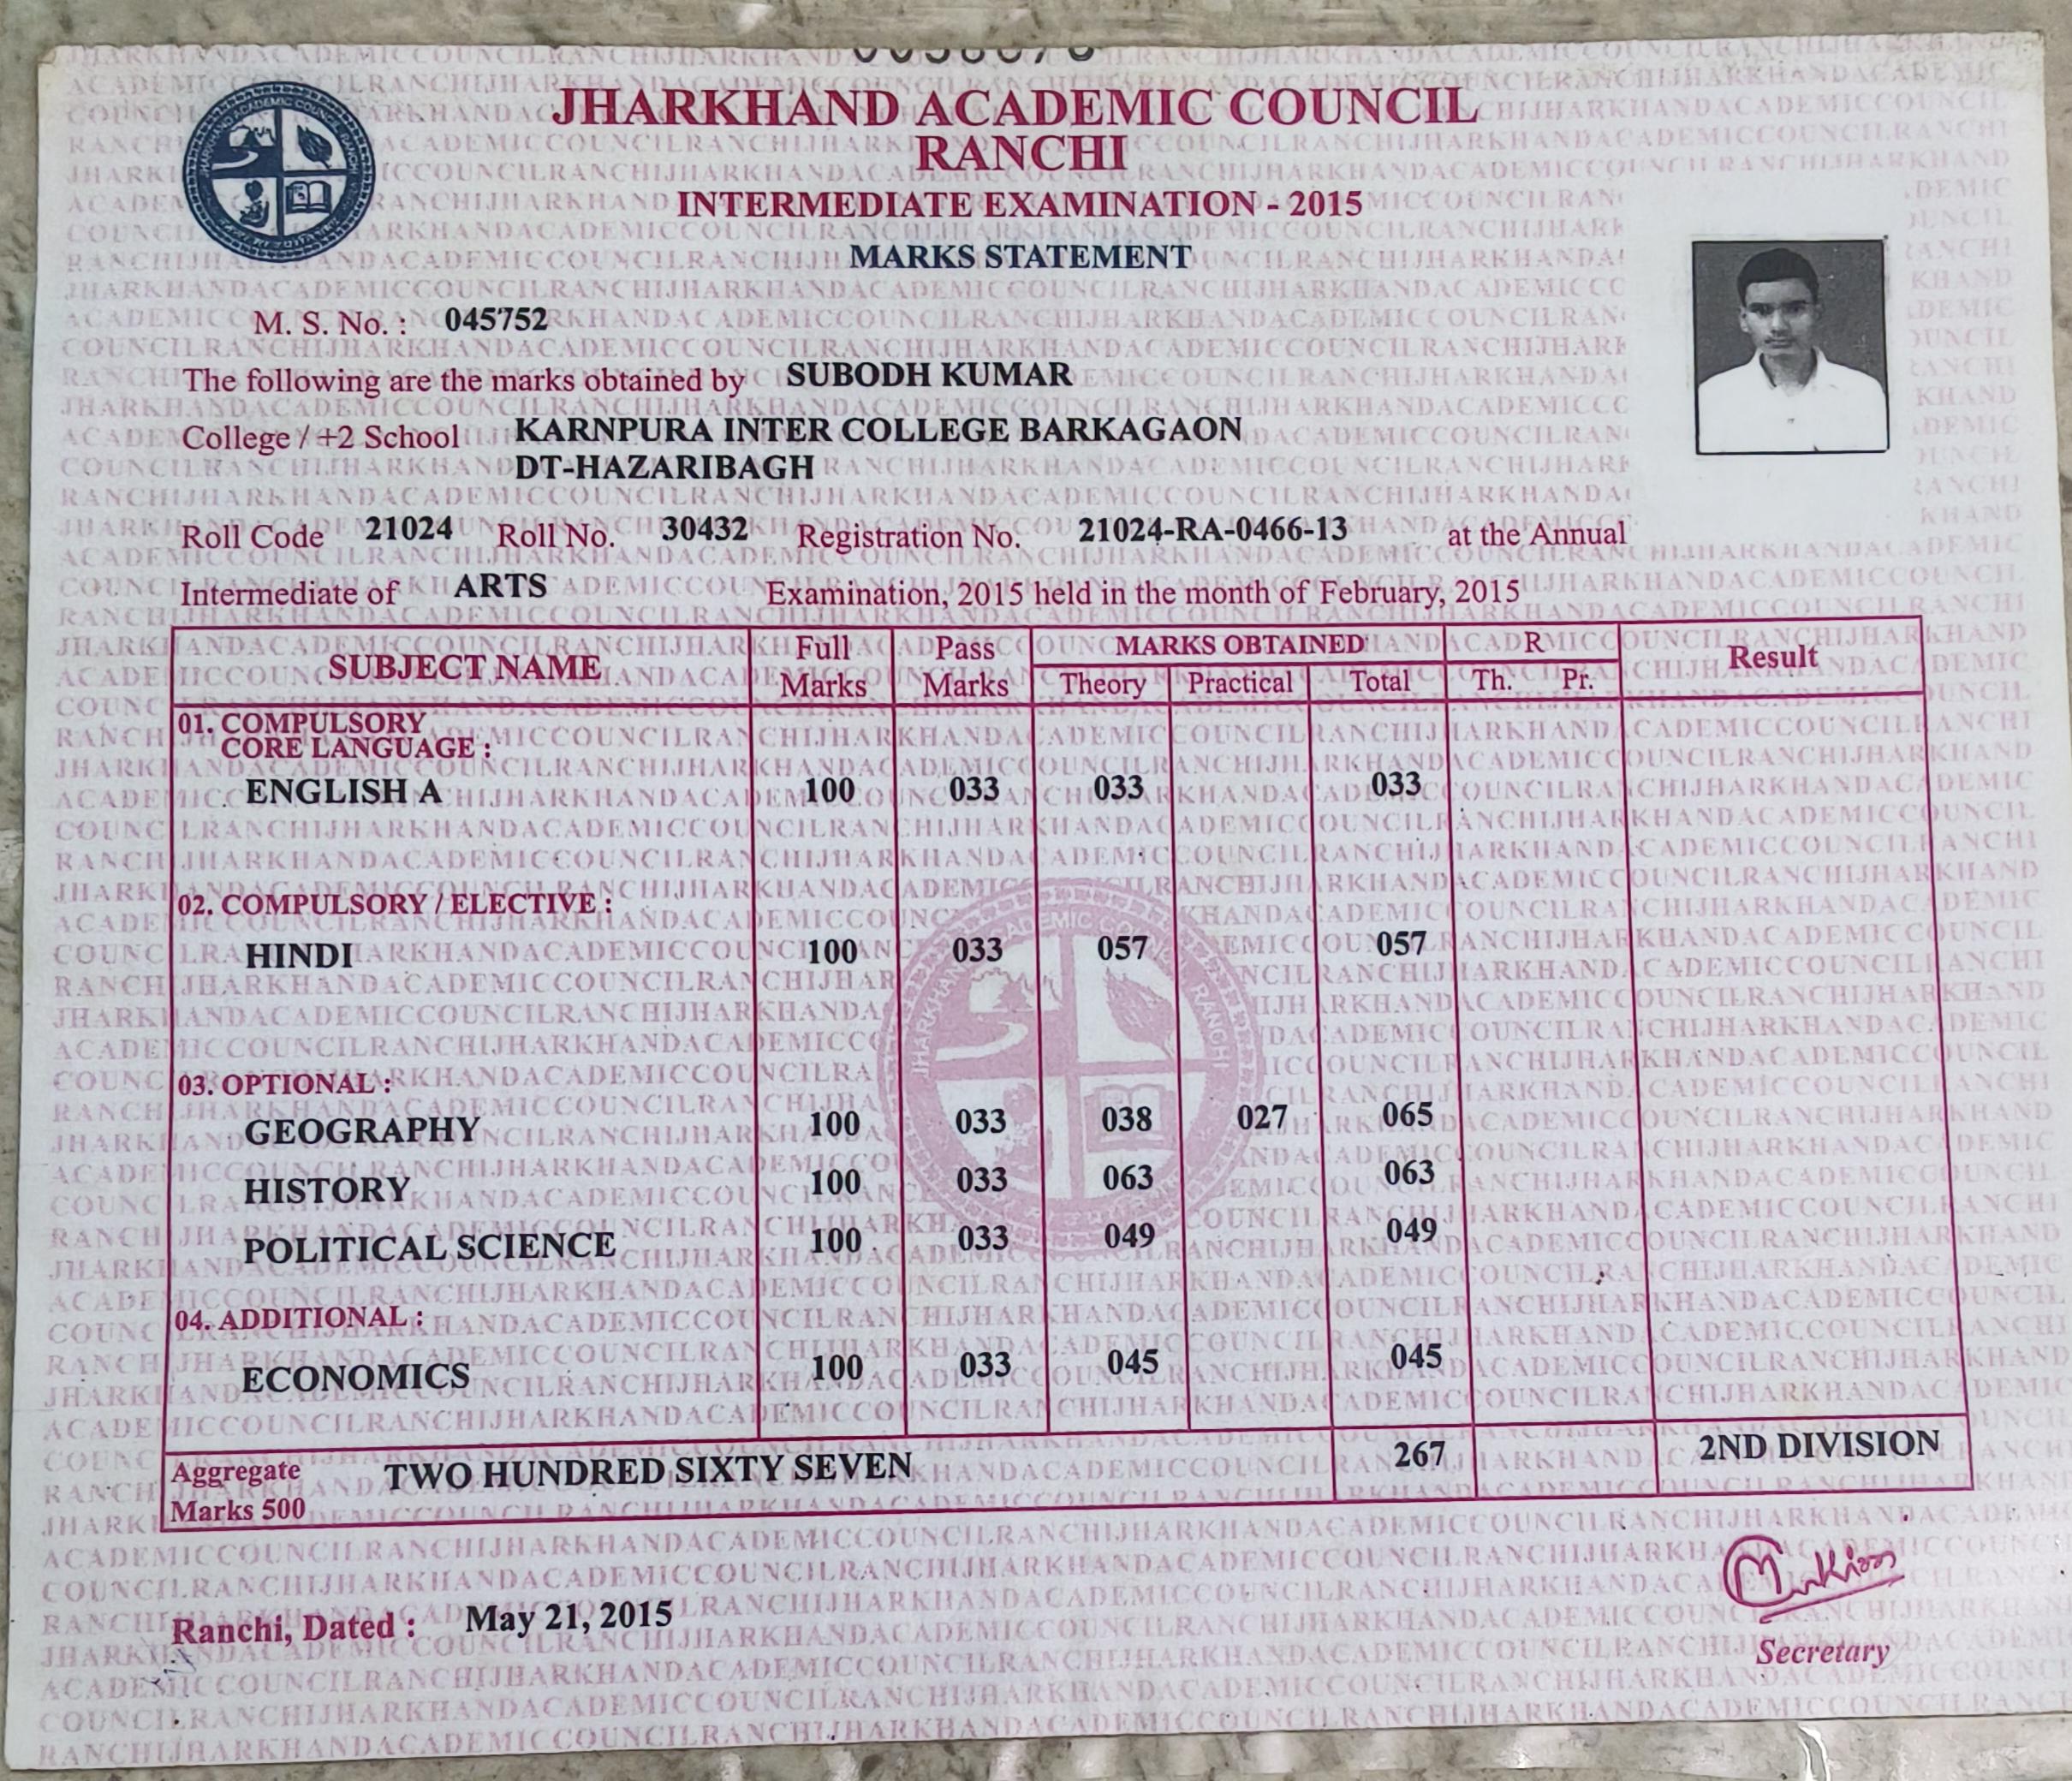 JHARKHAND ACADEMIC COUNCIL
RANCHI
INTERMEDIATE EXAMINATION - 2015
MARKS STATEMENT
M. S. No. : 045752
The following are the marks obtained by SUBODH KUMAR
College / +2 School KARNPURA INTER COLLEGE BARKAGAON
DT-HAZARIBAGH
Roll Code 21024 Roll No. 30432 Registration No. 21024-RA-0466-13 at the Annual
Intermediate of ARTS Examination, 2015 held in the month of February, 2015
SUBJECT NAME Full Marks Pass Marks MARKS OBTAINED R Result
Theory Practical Total Th. Pr.
01. COMPULSORY
CORE LANGUAGE :
ENGLISH A 100 033 033 033
02. COMPULSORY / ELECTIVE :
HINDI 100 033 057 057
03. OPTIONAL :
GEOGRAPHY 100 033 038 027 065
HISTORY 100 033 063 063
POLITICAL SCIENCE 100 033 049 049
04. ADDITIONAL :
ECONOMICS 100 033 045 045
Aggregate Marks 500 TWO HUNDRED SIXTY SEVEN 267 2ND DIVISION
Ranchi, Dated : May 21, 2015
Secretary